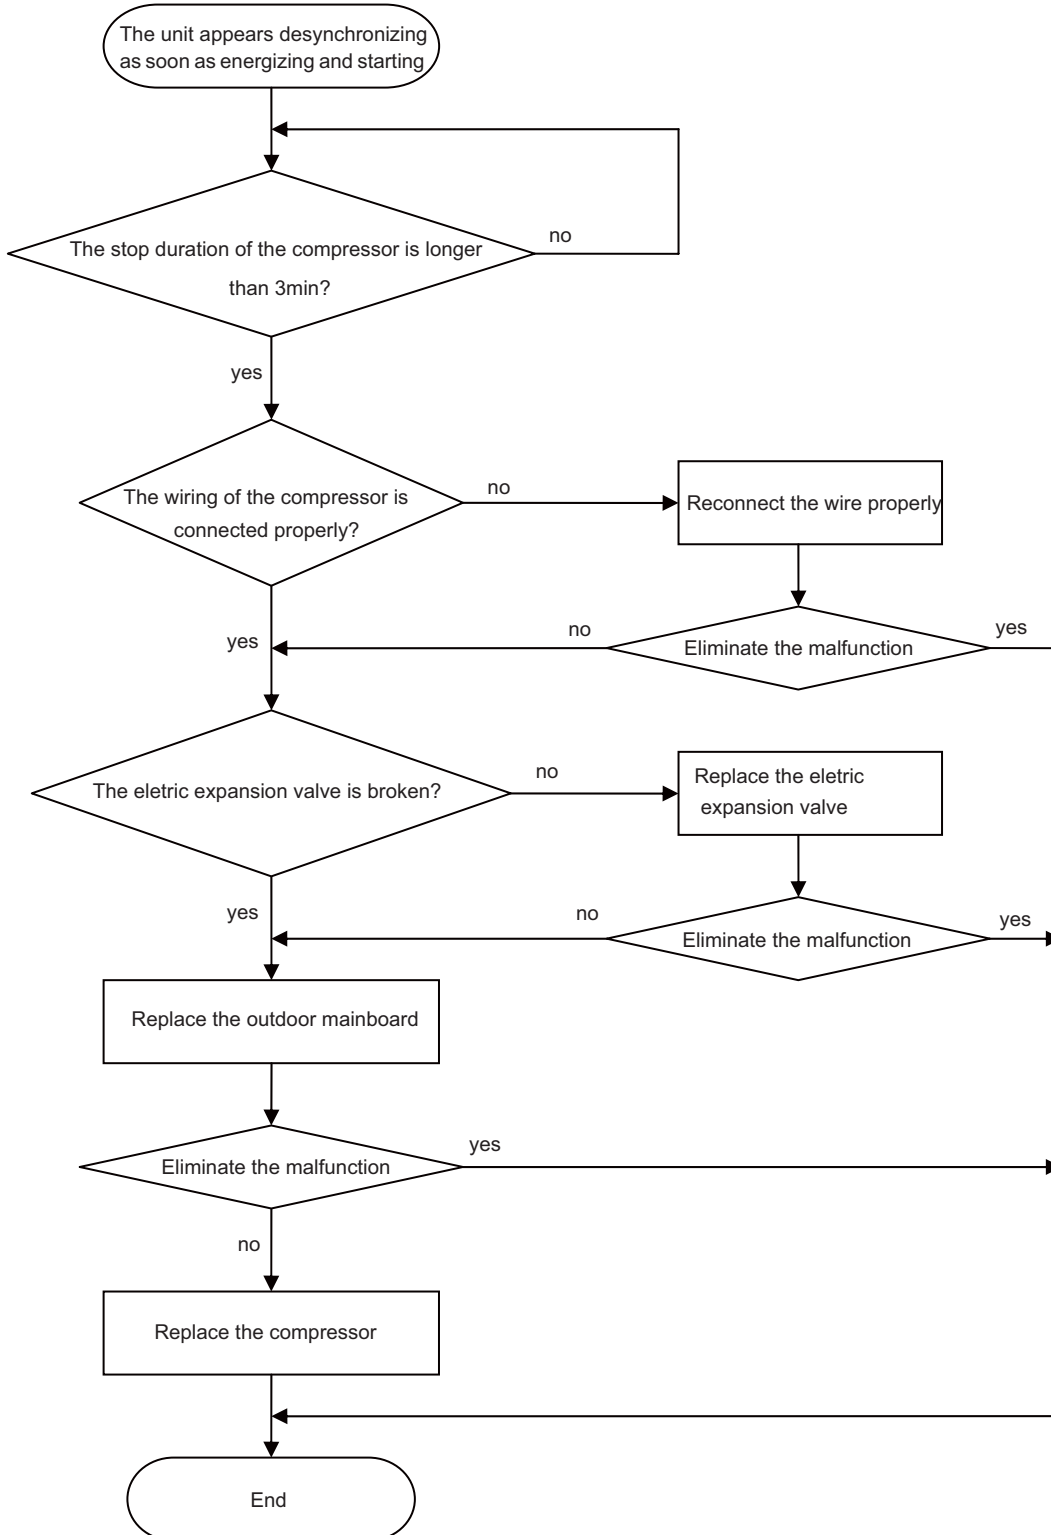 The unit appears desynchronizing
as soon as energizing and starting
no
The stop duration of the compressor is longer
than 3min?
yes
The wiring of the compressor is
connected properly?
no
Reconnect the wire properly
yes
no
Eliminate the malfunction
yes
The eletric expansion valve is broken?
no
Replace the eletric
expansion valve
yes
no
Eliminate the malfunction
yes
Replace the outdoor mainboard
Eliminate the malfunction
yes
no
Replace the compressor
End